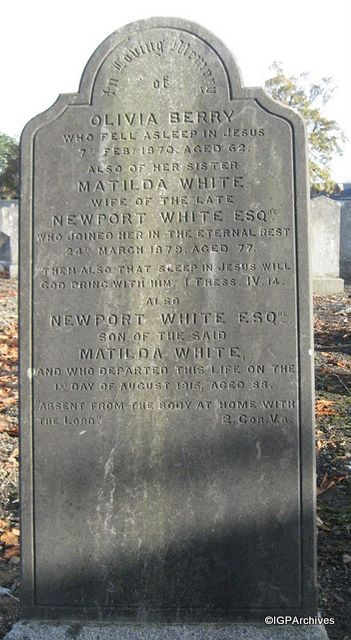 In Loving Memory
of
OLIVIA BERRY
WHO FELL ASLEEP IN JESUS
7TH FEBY 1870, AGED 62.
ALSO OF HER SISTER
MATILDA WHITE
WIFE OF THE LATE
NEWPORT WHITE ESQRE
WHO JOINED HER IN THE ETERNAL REST
24TH MARCH 1879. AGED 77.
"THEM ALSO THAT SLEEP IN JESUS WILL
GOD BRING WITH HIM." 1 THESS. IV. 14.
ALSO
NEWPORT WHITE ESQRE
SON OF THE SAID
MATILDA WHITE,
AND WHO DEPARTED THIS LIFE ON THE
1ST DAY OF AUGUST 1915, AGED 88.
"ABSENT FROM THE BODY AT HOME WITH
THE LORD" 2. COR. V. 8.
©IGPArchives